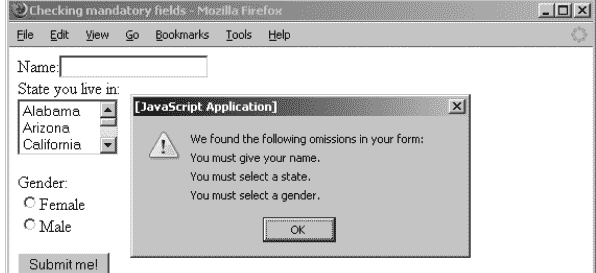 Checking mandatory fields - Mozilla Firefox
File Edit View Go Bookmarks Tools Help
Name:
State you live in:
Alabama
Arizona
California
[JavaScript Application]
We found the following omissions in your form:
You must give your name.
You must select a state.
You must select a gender.
OK
Gender:
Female
Male
Submit me!